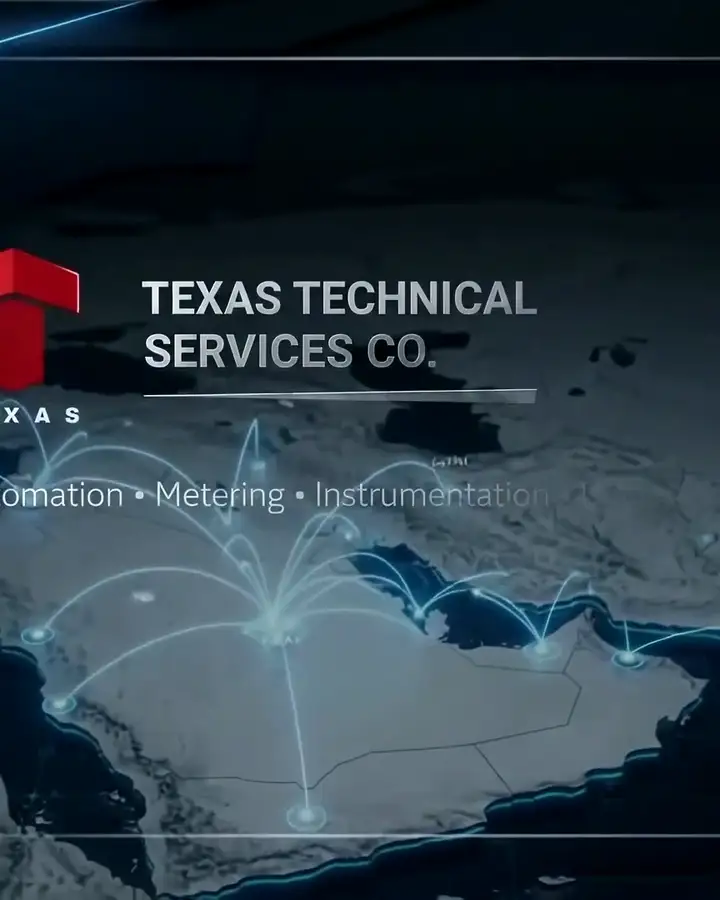 TEXAS TECHNICAL
SERVICES CO.
XAS
omation • Metering • Instrumentation